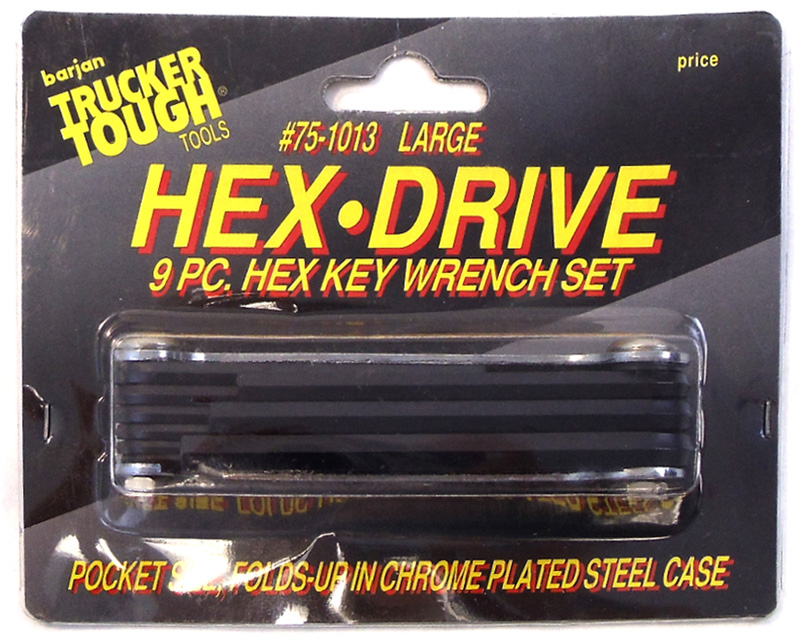 barjan
TRUCKER
TOUGH®
TOOLS
price
#75-1013 LARGE
HEX•DRIVE
9 PC. HEX KEY WRENCH SET
POCKET FOLDS-UP IN CHROME PLATED STEEL CASE